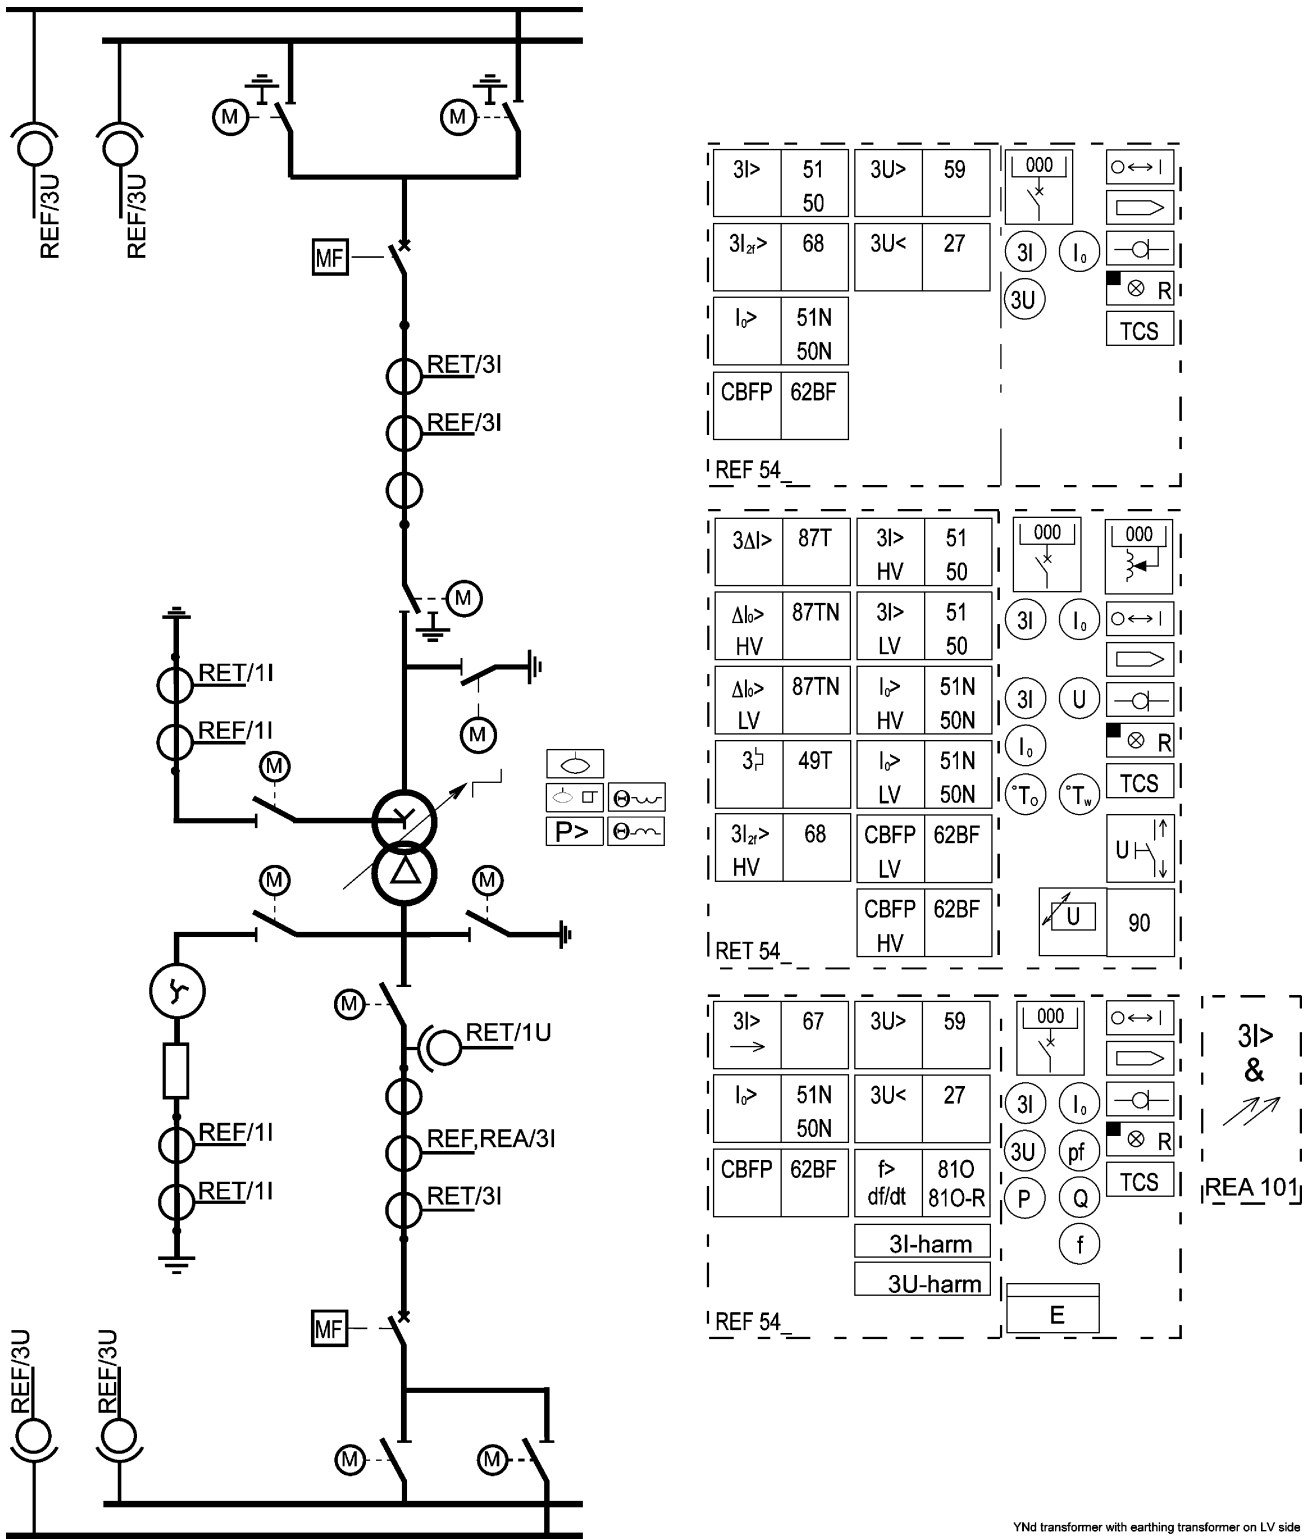 M
M
REF/3U
REF/3U
MF
RET/3I
REF/3I
M
RET/1I
REF/1I
M
M
P>
M
M
M
RET/1U
REF/1I
RET/1I
REF,REA/3I
RET/3I
MF
REF/3U
REF/3U
M
M
3I> 51
50
3U> 59
000
I
3I2f> 68
3U< 27
3I
I0
3U
R
I0> 51N
50N
TCS
CBFP 62BF
REF 54_
3ΔI> 87T
3I> 51
HV 50
000
000
ΔI0> 87TN
HV
3I> 51
LV 50
3I
I0
I
ΔI0> 87TN
LV
I0> 51N
HV 50N
3I
U
I0
R
3 49T
I0> 51N
LV 50N
°To
°Tw
TCS
3I2f> 68
HV
CBFP 62BF
LV
U
CBFP 62BF
HV
U 90
RET 54_
3I> 67
3U> 59
000
I
I0> 51N
50N
3U< 27
3I
I0
3U
pf
R
CBFP 62BF
f> 81O
df/dt 81O-R
P
Q
TCS
3I-harm
f
3U-harm
E
REF 54_
3I>
&
REA 101
YNd transformer with earthing transformer on LV side